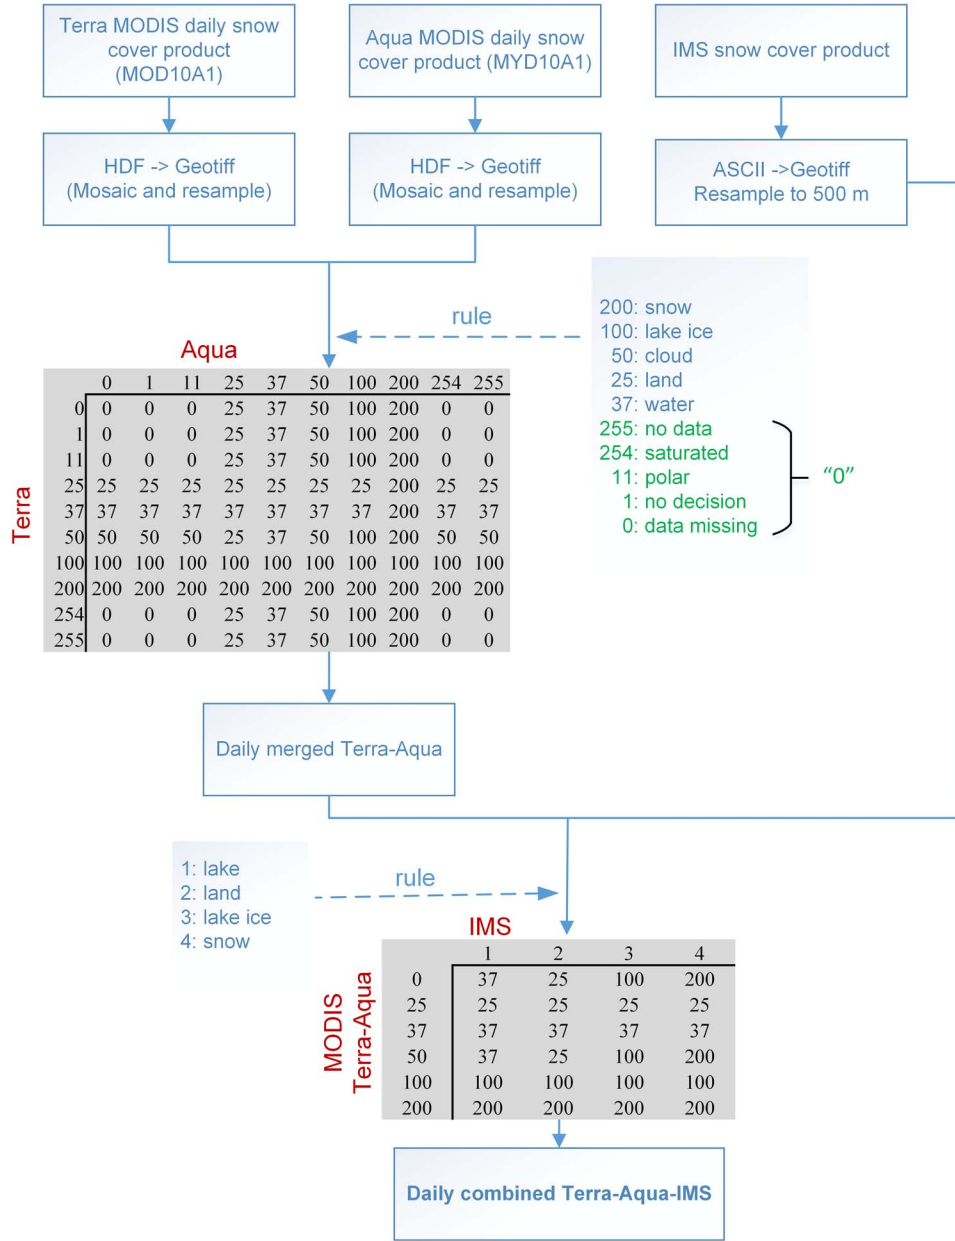 Terra MODIS daily snow
cover product
(MOD10A1)
Aqua MODIS daily snow
cover product (MYD10A1)
IMS snow cover product
HDF -> Geotiff
(Mosaic and resample)
HDF -> Geotiff
(Mosaic and resample)
ASCII ->Geotiff
Resample to 500 m
rule
200: snow
100: lake ice
50: cloud
25: land
37: water
255: no data
254: saturated
11: polar
1: no decision
0: data missing
“0”
Aqua
Terra
0 1 11 25 37 50 100 200 254 255
0 0 0 0 25 37 50 100 200 0 0
1 0 0 0 25 37 50 100 200 0 0
11 0 0 0 25 37 50 100 200 0 0
25 25 25 25 25 25 25 25 200 25 25
37 37 37 37 37 37 37 37 200 37 37
50 50 50 50 25 37 50 100 200 50 50
100 100 100 100 100 100 100 100 100 100 100
200 200 200 200 200 200 200 200 200 200 200
254 0 0 0 25 37 50 100 200 0 0
255 0 0 0 25 37 50 100 200 0 0
Daily merged Terra-Aqua
1: lake
2: land
3: lake ice
4: snow
rule
IMS
MODIS
Terra-Aqua
1 2 3 4
0 37 25 100 200
25 25 25 25 25
37 37 37 37 37
50 37 25 100 200
100 100 100 100 100
200 200 200 200 200
Daily combined Terra-Aqua-IMS